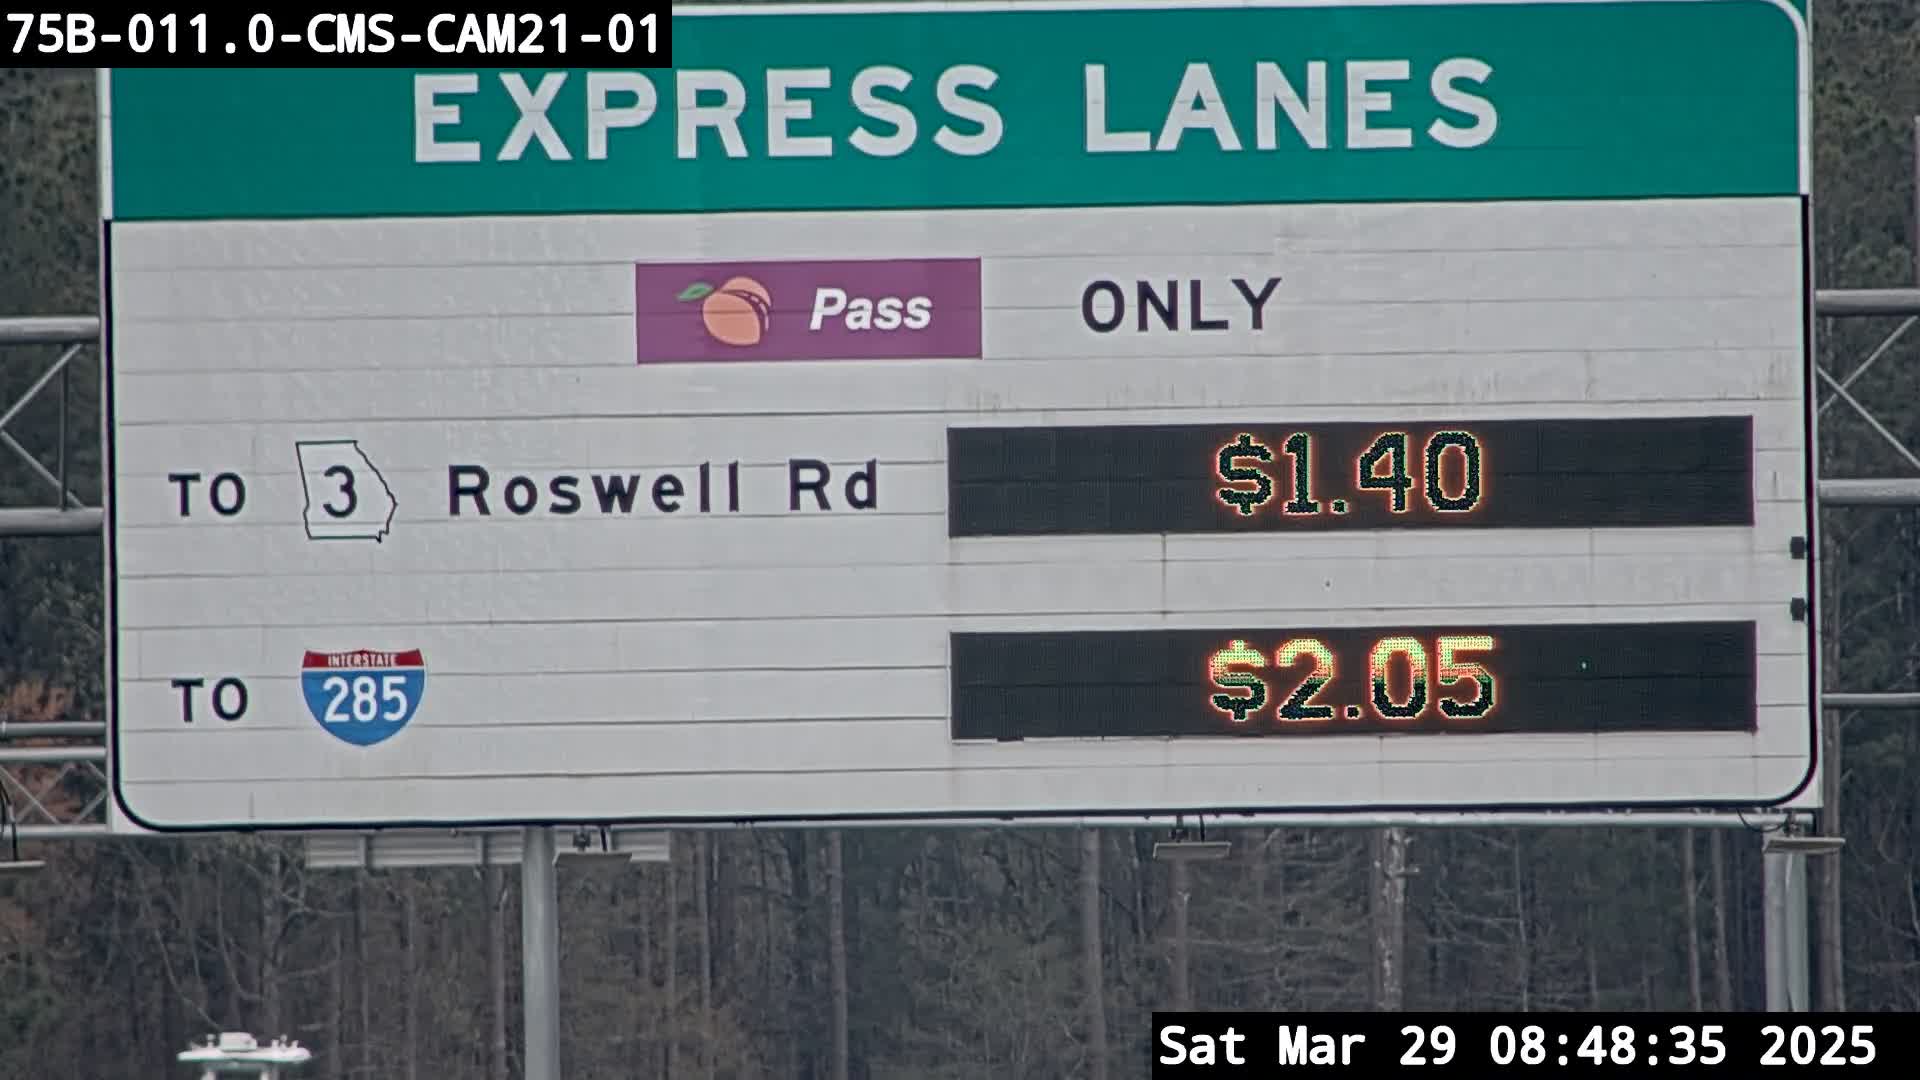 75B-011.0-CMS-CAM21-01
EXPRESS LANES
Pass ONLY
TO 3 Roswell Rd $1.40
INTERSTATE
TO 285 $2.05
Sat Mar 29 08:48:35 2025